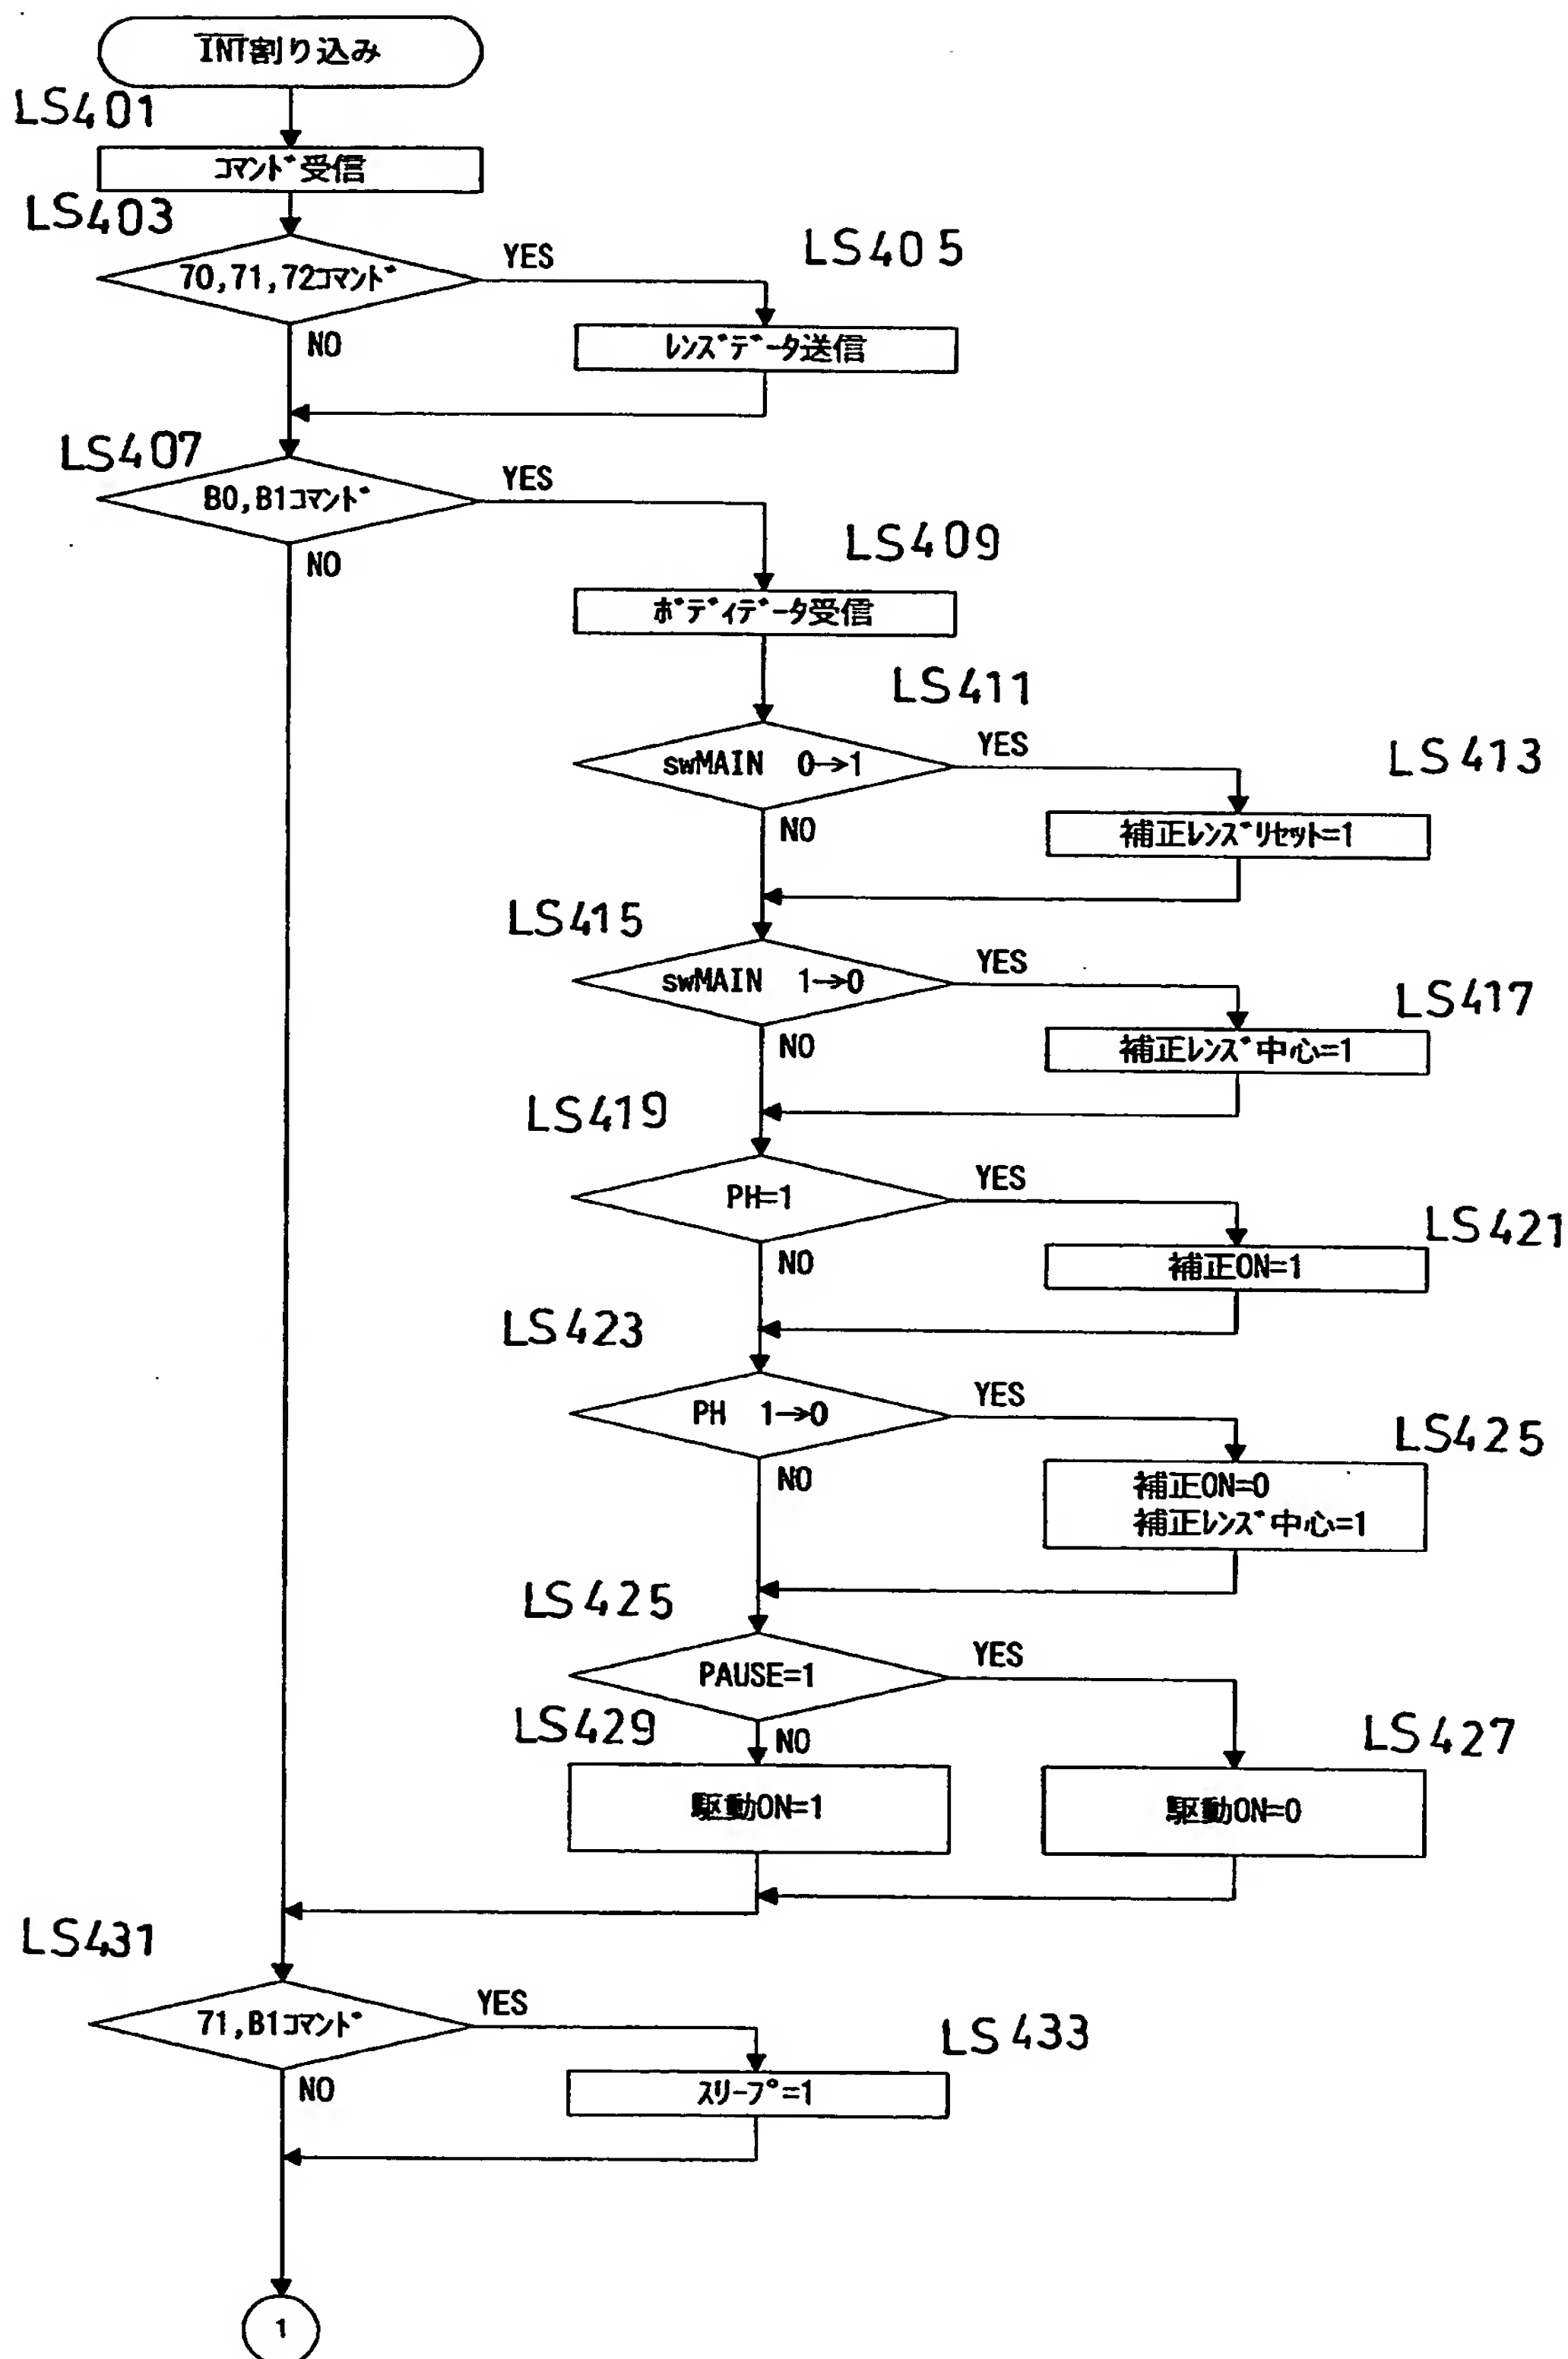 INT割り込み
LS401
コマンド受信
LS403
70,71,72コマンド
YES
NO
LS405
レンズデータ送信
LS407
B0,B1コマンド
YES
NO
LS409
ボディデータ受信
LS411
swMAIN 0→1
YES
NO
LS413
補正レンズリセット=1
LS415
swMAIN 1→0
YES
NO
LS417
補正レンズ中心=1
LS419
PH=1
YES
NO
LS421
補正ON=1
LS423
PH 1→0
YES
NO
LS425
補正ON=0
補正レンズ中心=1
LS425
PAUSE=1
YES
NO
LS429
駆動ON=1
LS427
駆動ON=0
LS431
71,B1コマンド
YES
NO
LS433
スリープ=1
1